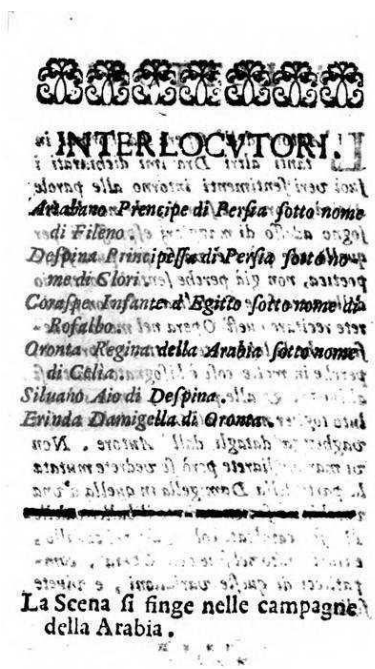 INTERLOCVTORI.
Artabano Prencipe di Persia sotto nome
di Fileno.
Despina Principessa di Persia sotto no
me di Clori.
Coraspe Infante d'Egitto sotto nome di
Rosalbo.
Oronta Regina della Arabia sotto nome
di Celia.
Siluano Aio di Despina.
Erinda Damigella di Oronta.
La Scena si finge nelle campagne
della Arabia.